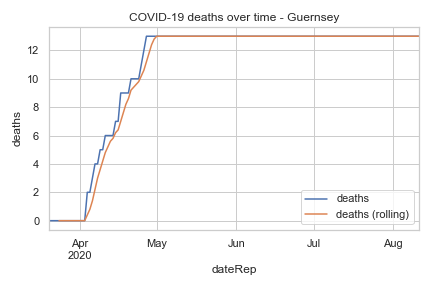 COVID-19 deaths over time - Guernsey
deaths
12
10
8
6
4
2
0
Apr
2020
May
Jun
Jul
Aug
dateRep
deaths
deaths (rolling)